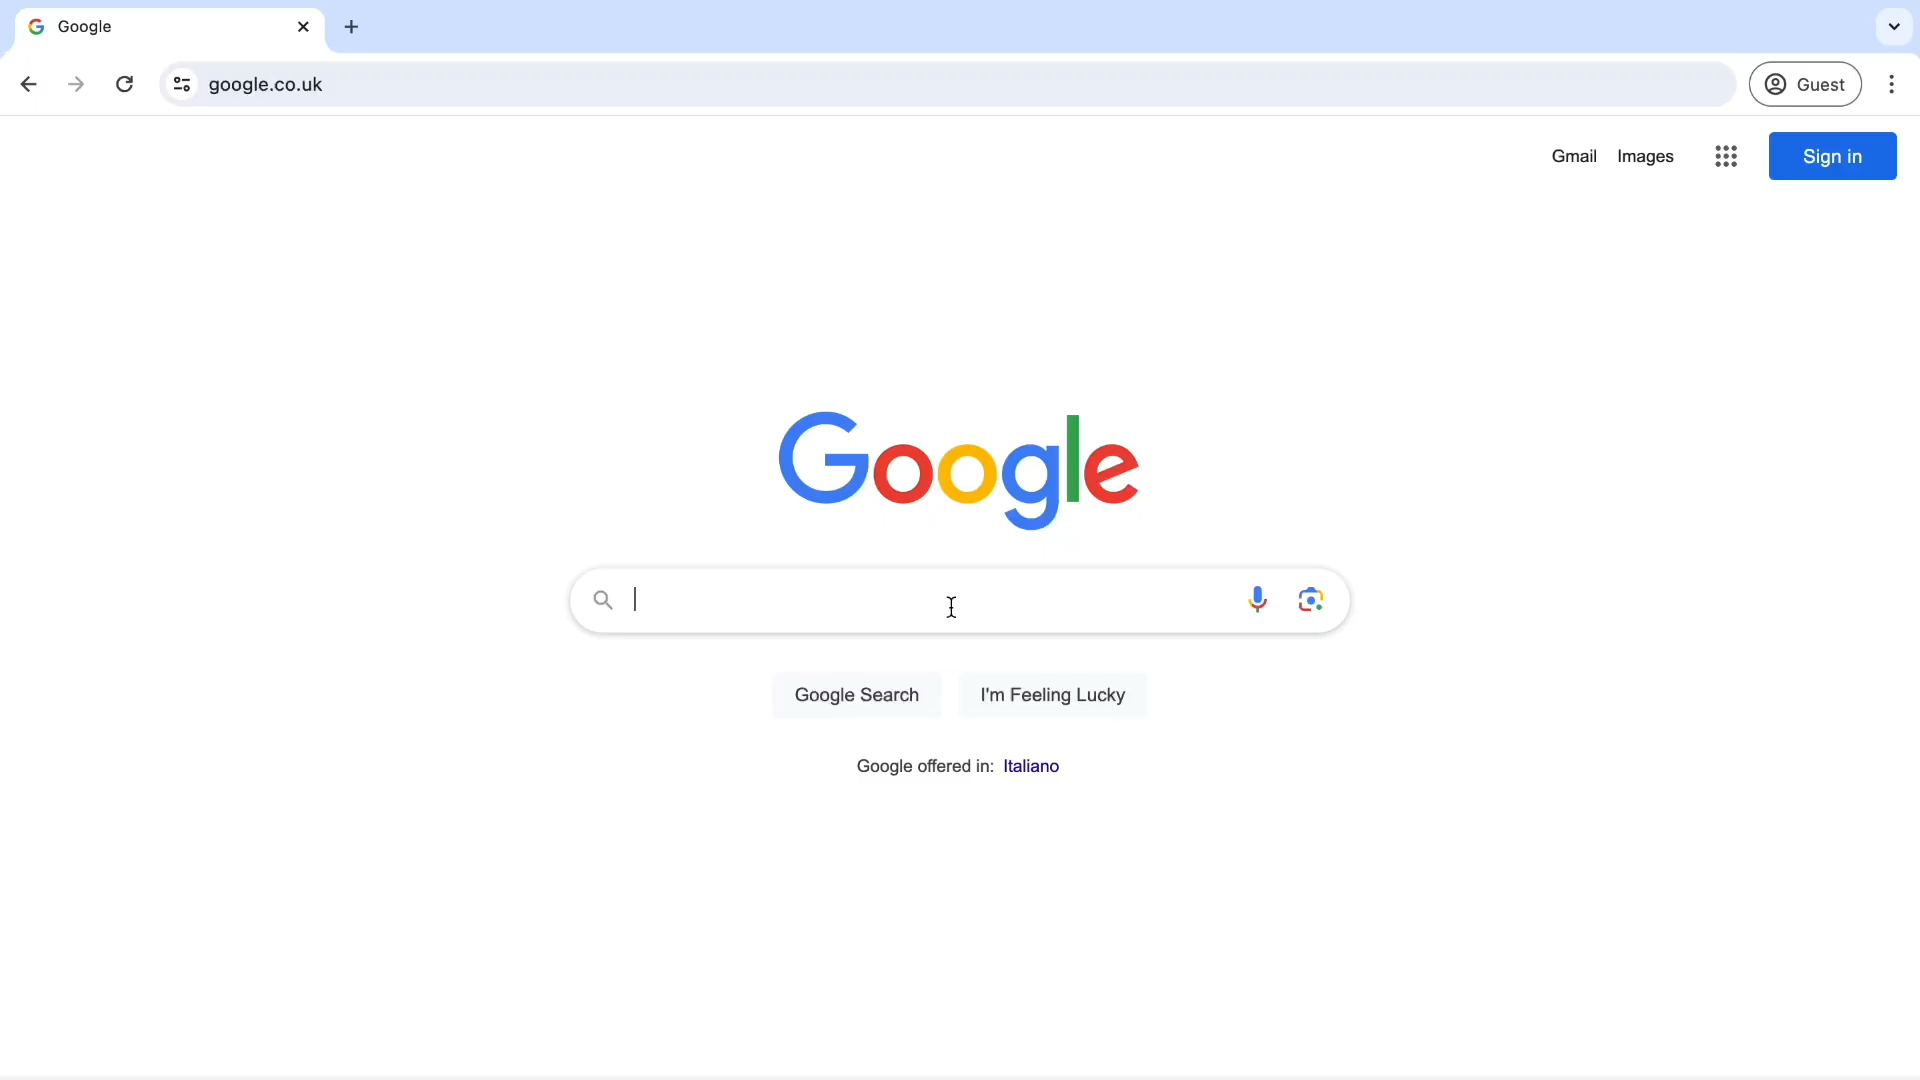 Google
google.co.uk
Guest
Gmail
Images
Sign in
Google
Google Search
I'm Feeling Lucky
Google offered in: Italiano